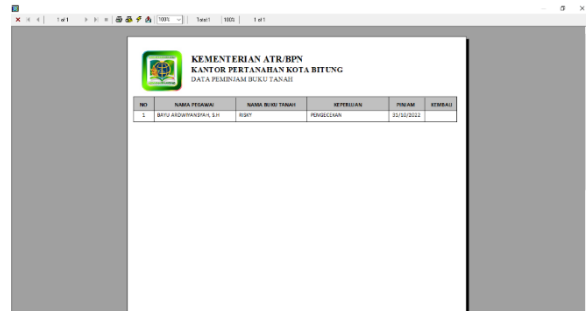 1 of 1 100% Total:1 100% 1 of 1
KEMENTERIAN ATR/BPN
KANTOR PERTANAHAN KOTA BITUNG
DATA PEMINJAM BUKU TANAH
NO NAMA PEGAWAI NAMA BUKU TANAH KEPERLUAN PINJAM KEMBALI
1 BAYU ARDWIYANSYAH, S.H RISKY PENGECEKAN 31/10/2022